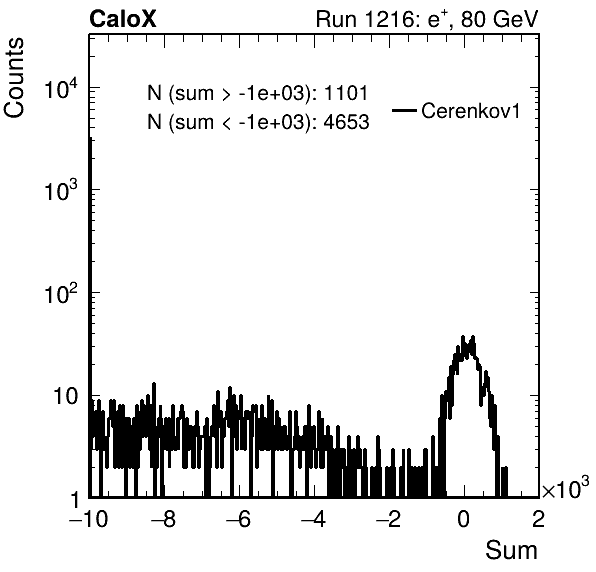 CaloX Run 1216: e⁺, 80 GeV
Counts
N (sum > -1e+03): 1101
N (sum < -1e+03): 4653
Cerenkov1
10⁴
10³
10²
10
1
−10 −8 −6 −4 −2 0 2
×10³
Sum